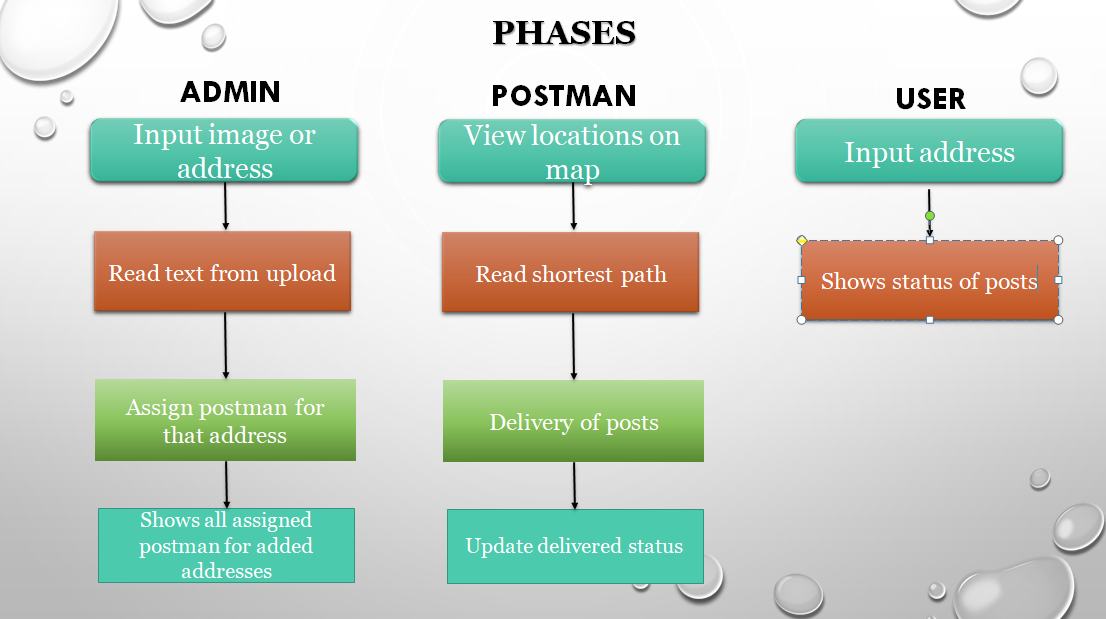 PHASES
ADMIN
Input image or
address
Read text from upload
Assign postman for
that address
Shows all assigned
postman for added
addresses
POSTMAN
View locations on
map
Read shortest path
Delivery of posts
Update delivered status
USER
Input address
Shows status of posts